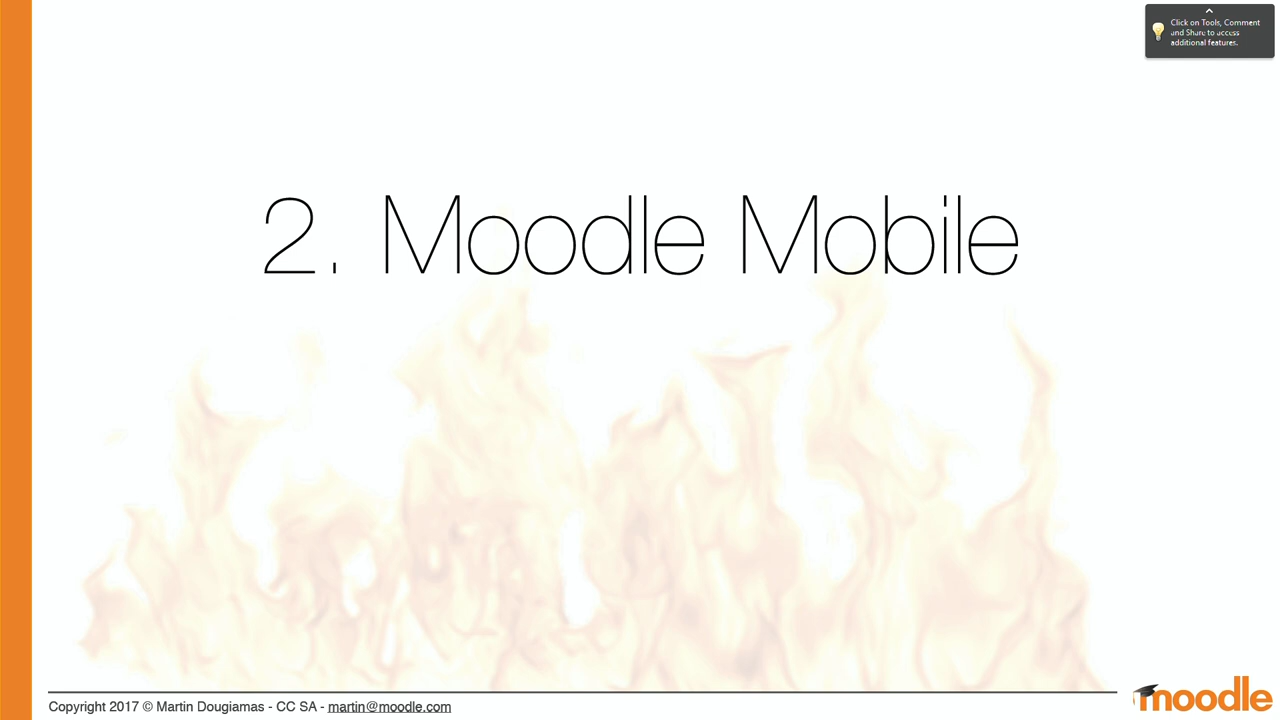 Click on Tools, Comment
and Share to access
additional features.
2. Moodle Mobile
Copyright 2017 © Martin Dougiamas - CC SA - martin@moodle.com
moodle